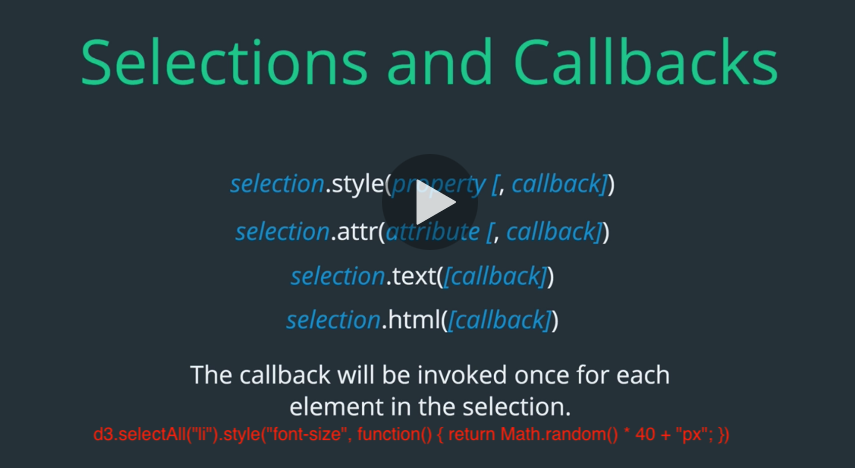 Selections and Callbacks
selection.style(property [, callback])
selection.attr(attribute [, callback])
selection.text([callback])
selection.html([callback])
The callback will be invoked once for each
element in the selection.
d3.selectAll("li").style("font-size", function() { return Math.random() * 40 + "px"; })